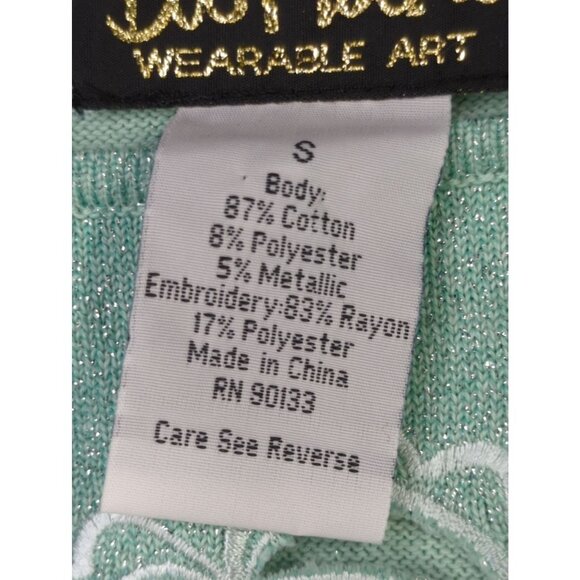 WEARABLE ART
S
Body:
87% Cotton
8% Polyester
5% Metallic
Embroidery:83% Rayon
17% Polyester
Made in China
RN 90133
Care See Reverse